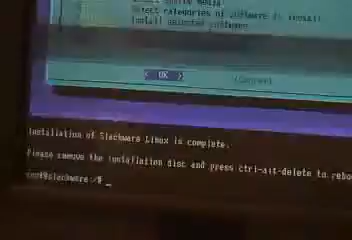 Select categories of software to install
Install selected software
< OK > <Cancel>
Installation of Slackware Linux is complete.
Please remove the installation disc and press ctrl-alt-delete to rebo
root@slackware:/# _